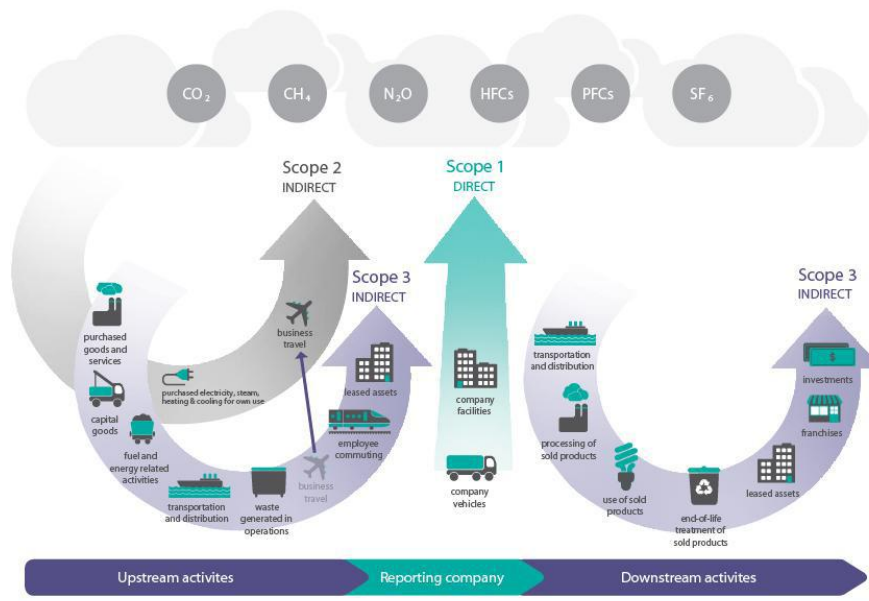 CO₂
CH₄
N₂O
HFCs
PFCs
SF₆
Scope 2
INDIRECT
Scope 1
DIRECT
Scope 3
INDIRECT
Scope 3
INDIRECT
purchased
goods and
services
capital
goods
fuel and
energy related
activities
purchased electricity, steam,
heating & cooling for own use
transportation
and distribution
waste
generated in
operations
business
travel
business
travel
employee
commuting
leased assets
company
facilities
company
vehicles
transportation
and distribution
processing of
sold products
use of sold
products
end-of-life
treatment of
sold products
leased assets
franchises
investments
Upstream activites
Reporting company
Downstream activites